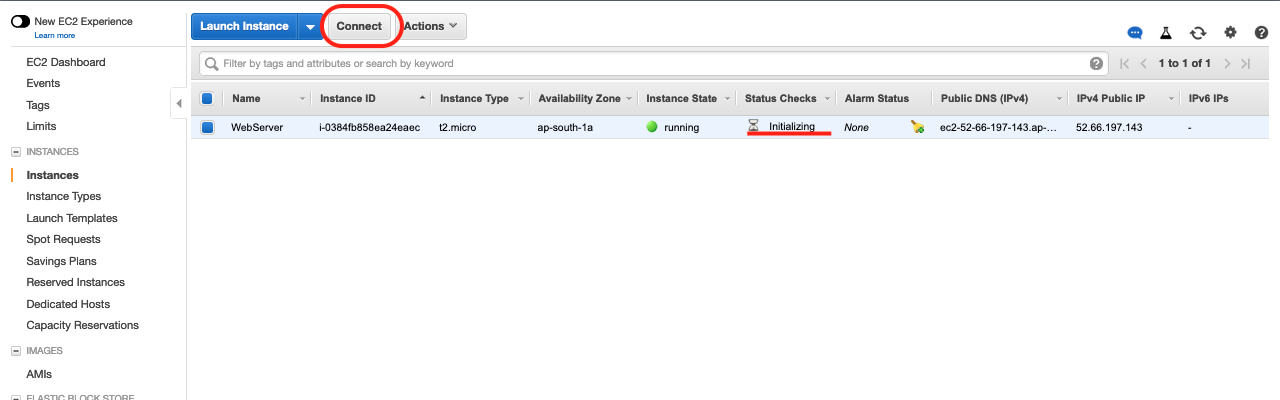 New EC2 Experience
Learn more
EC2 Dashboard
Events
Tags
Limits
INSTANCES
Instances
Instance Types
Launch Templates
Spot Requests
Savings Plans
Reserved Instances
Dedicated Hosts
Capacity Reservations
IMAGES
AMIs
ELASTIC BLOCK STORE
Launch Instance Connect Actions
Filter by tags and attributes or search by keyword
1 to 1 of 1
Name Instance ID Instance Type Availability Zone Instance State Status Checks Alarm Status Public DNS (IPv4) IPv4 Public IP IPv6 IPs
WebServer i-0384fb858ea24eaec t2.micro ap-south-1a running Initializing None ec2-52-66-197-143.ap-... 52.66.197.143 -